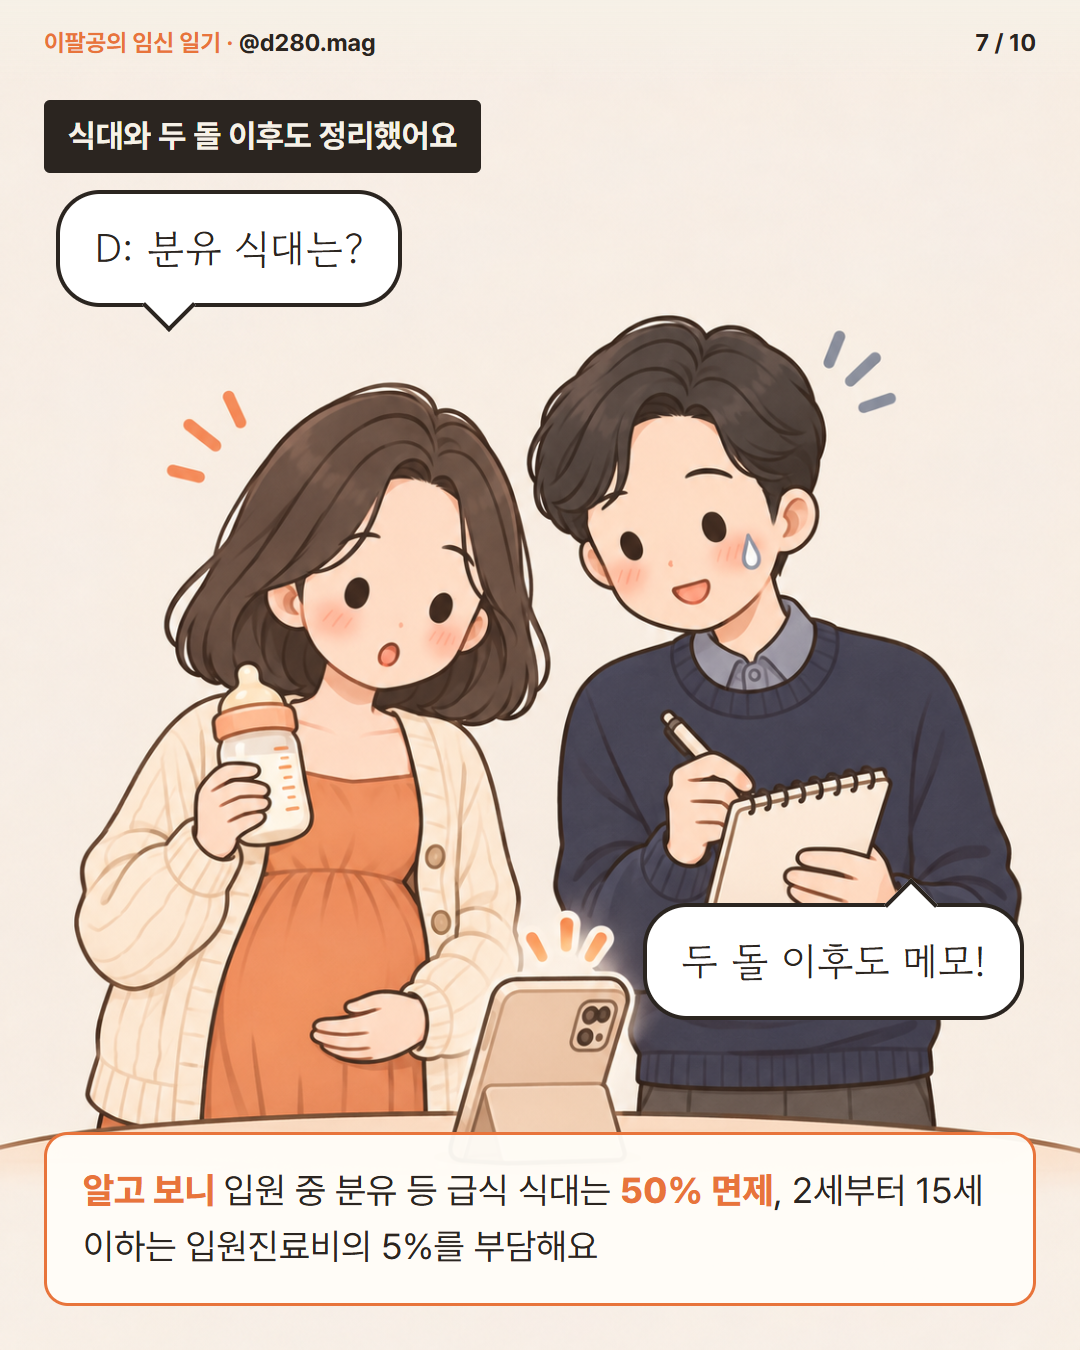 이팔공의 임신 일기 · @d280.mag
7 / 10
식대와 두 돌 이후도 정리했어요
D: 분유 식대는?
두 돌 이후도 메모!
알고 보니 입원 중 분유 등 급식 식대는 50% 면제, 2세부터 15세
이하는 입원진료비의 5%를 부담해요